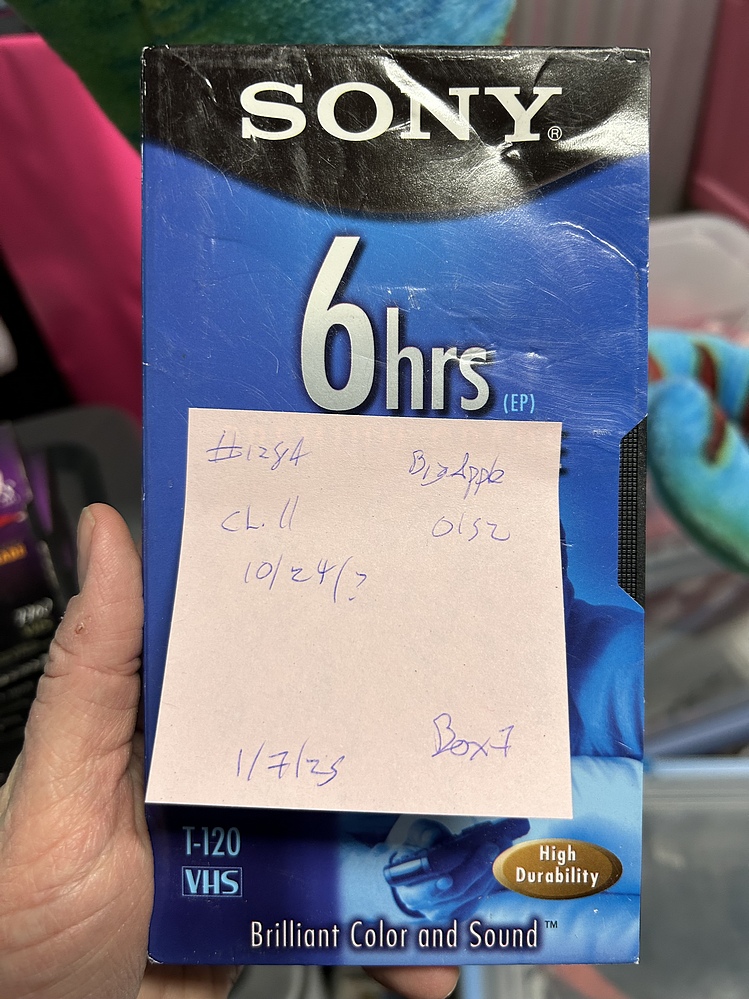 SONY®
6hrs (EP)
#1284 Big Apple
CH. 11 0152
10/24/?
1/7/25 Box 7
T-120
VHS
High
Durability
Brilliant Color and Sound™